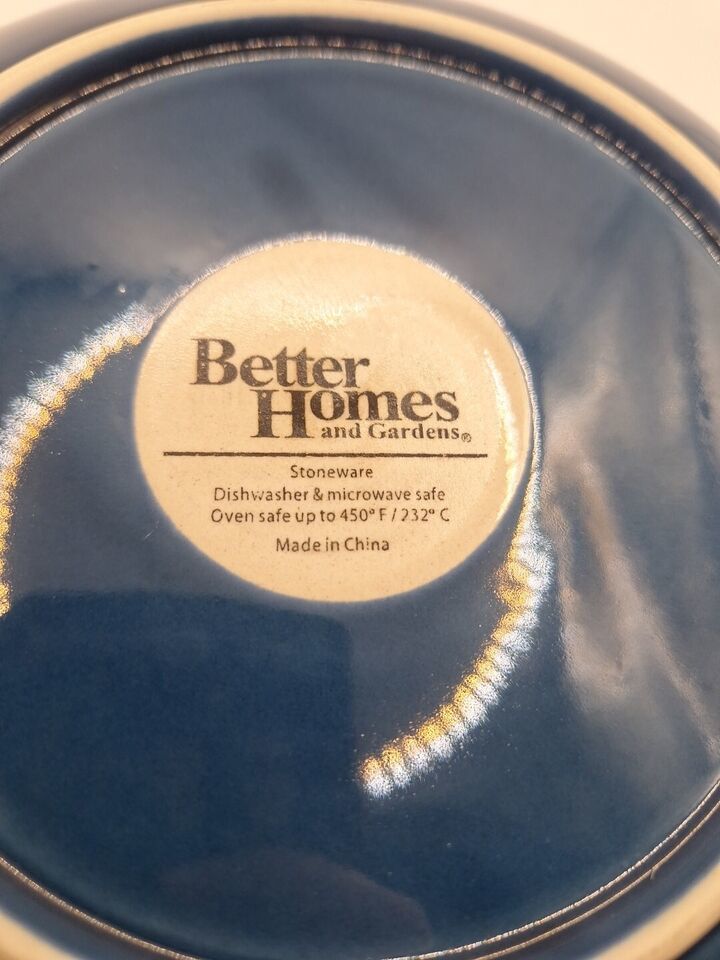 Better
Homes
and Gardens®
Stoneware
Dishwasher & microwave safe
Oven safe up to 450° F / 232° C
Made in China